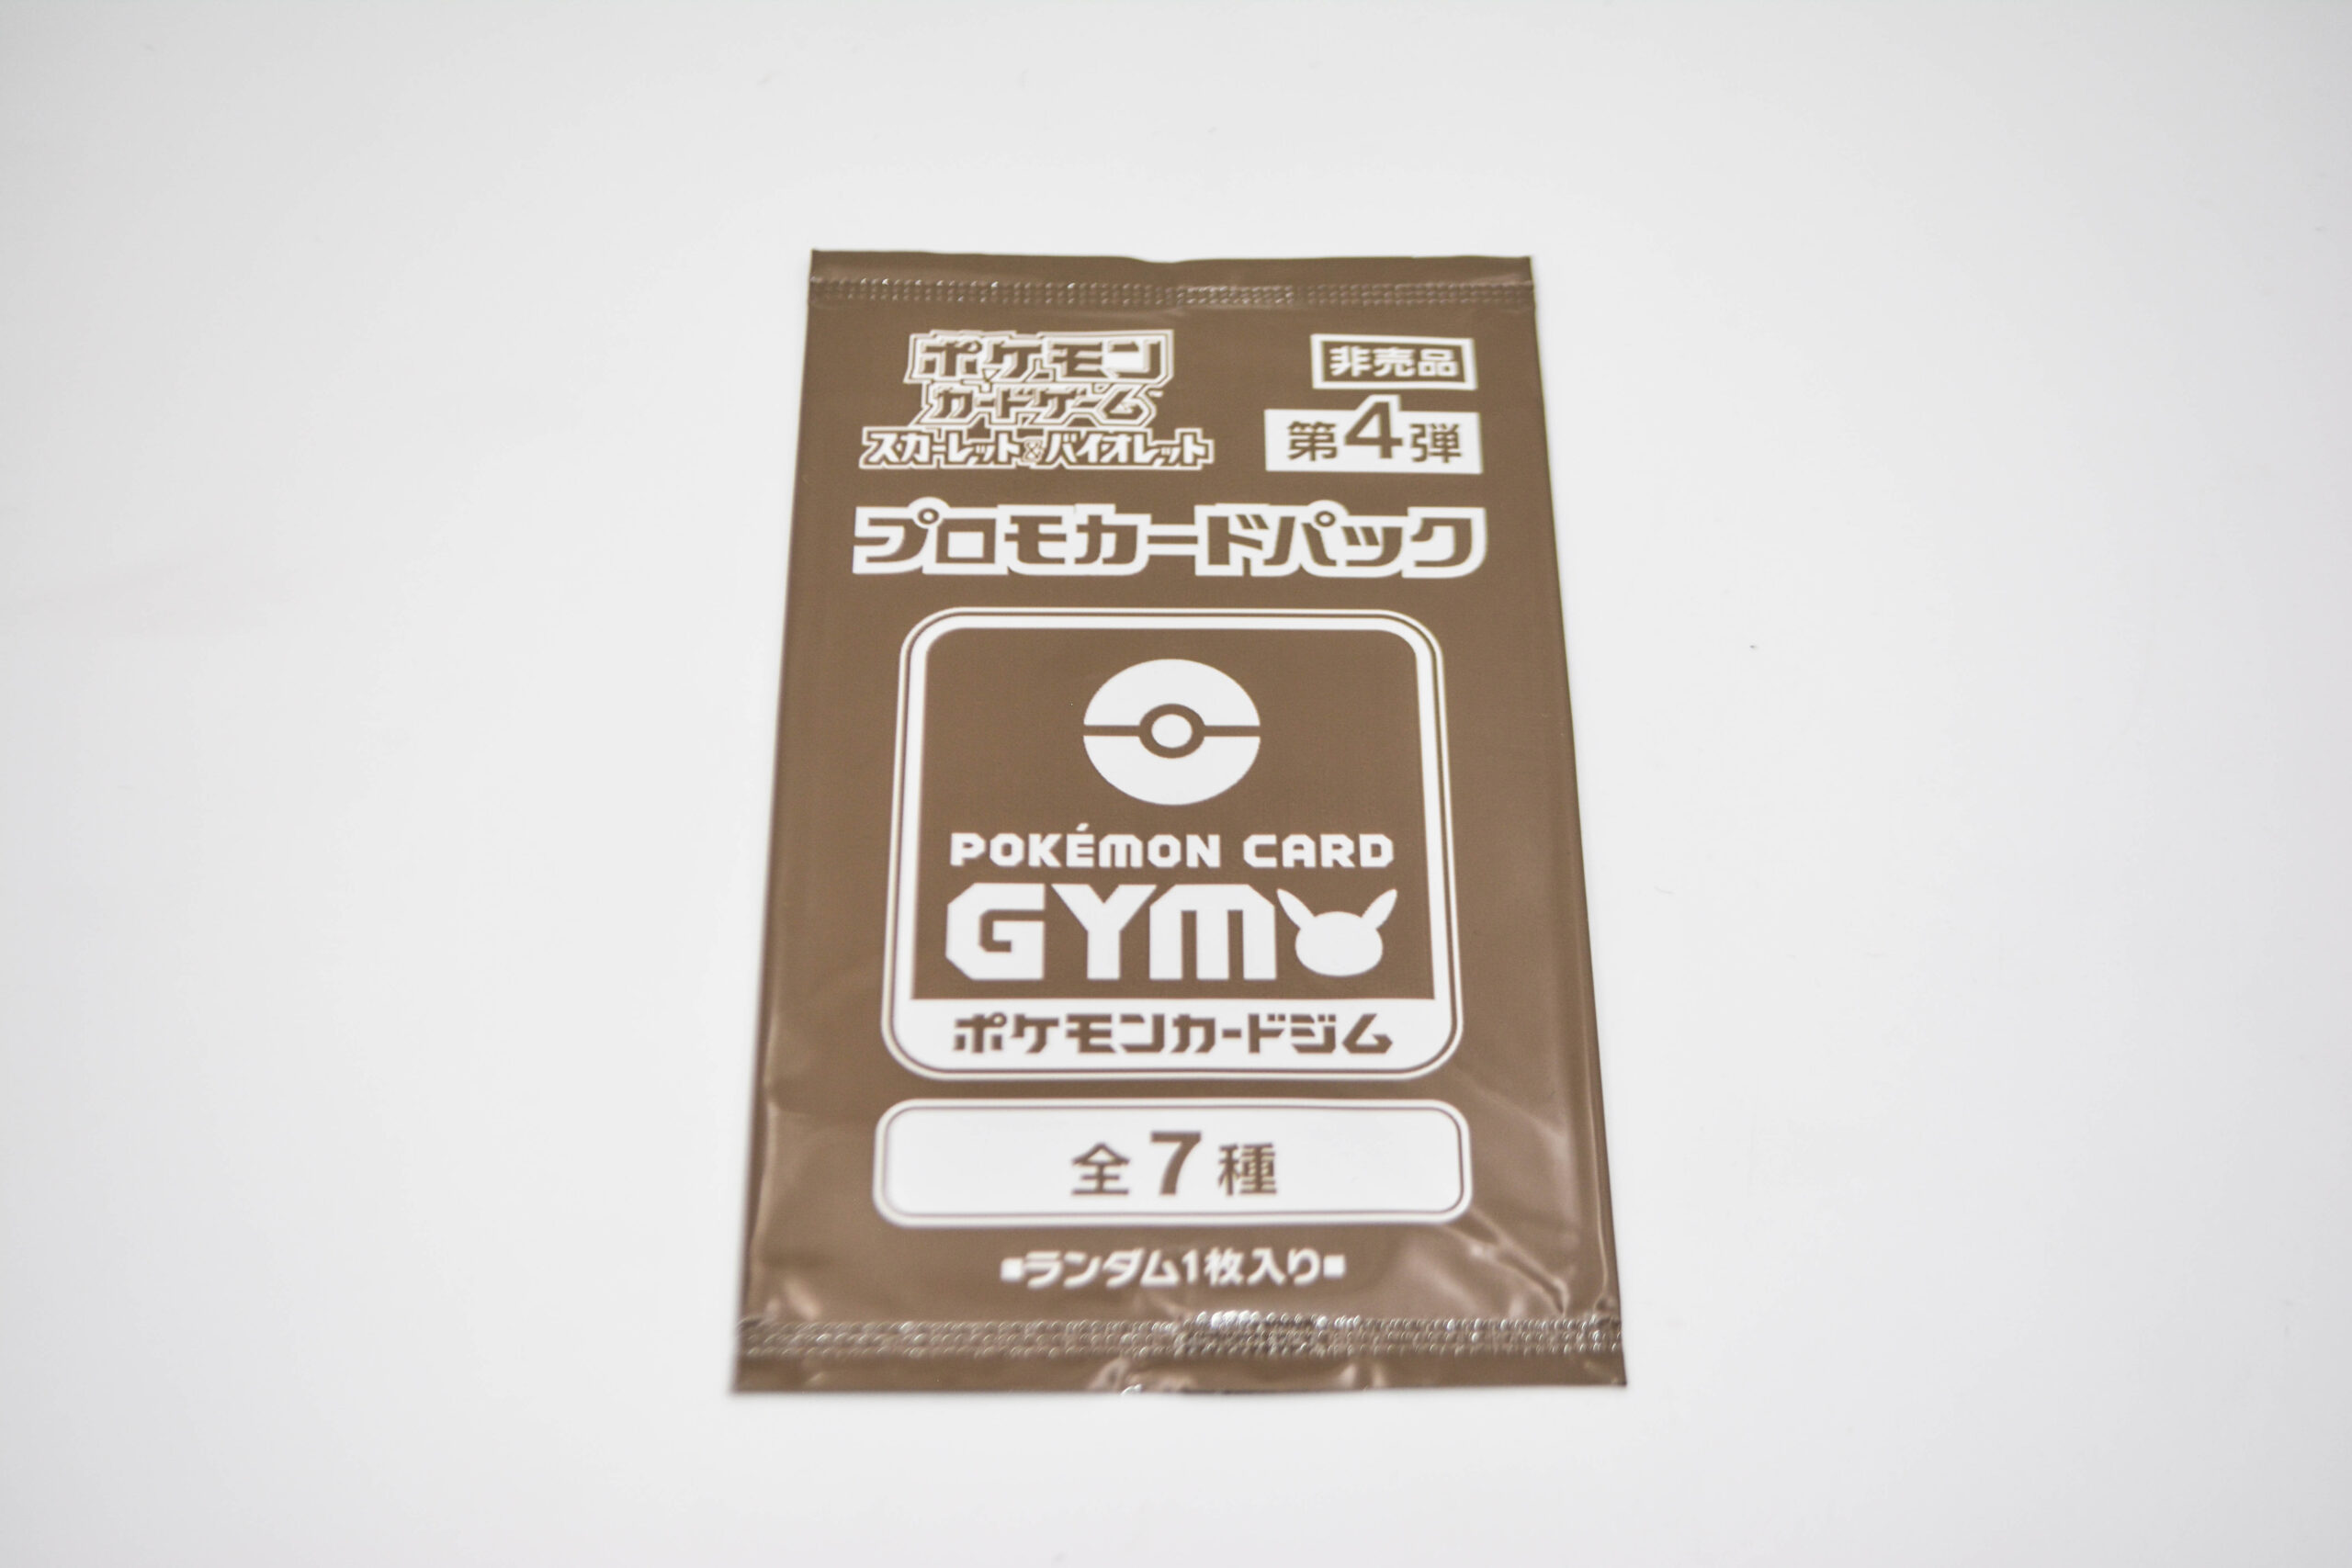 ポケモン
カードゲーム
スカーレット&バイオレット
非売品
第4弾
プロモカードパック
POKÉMON CARD
GYM
ポケモンカードジム
全7種
■ランダム1枚入り■